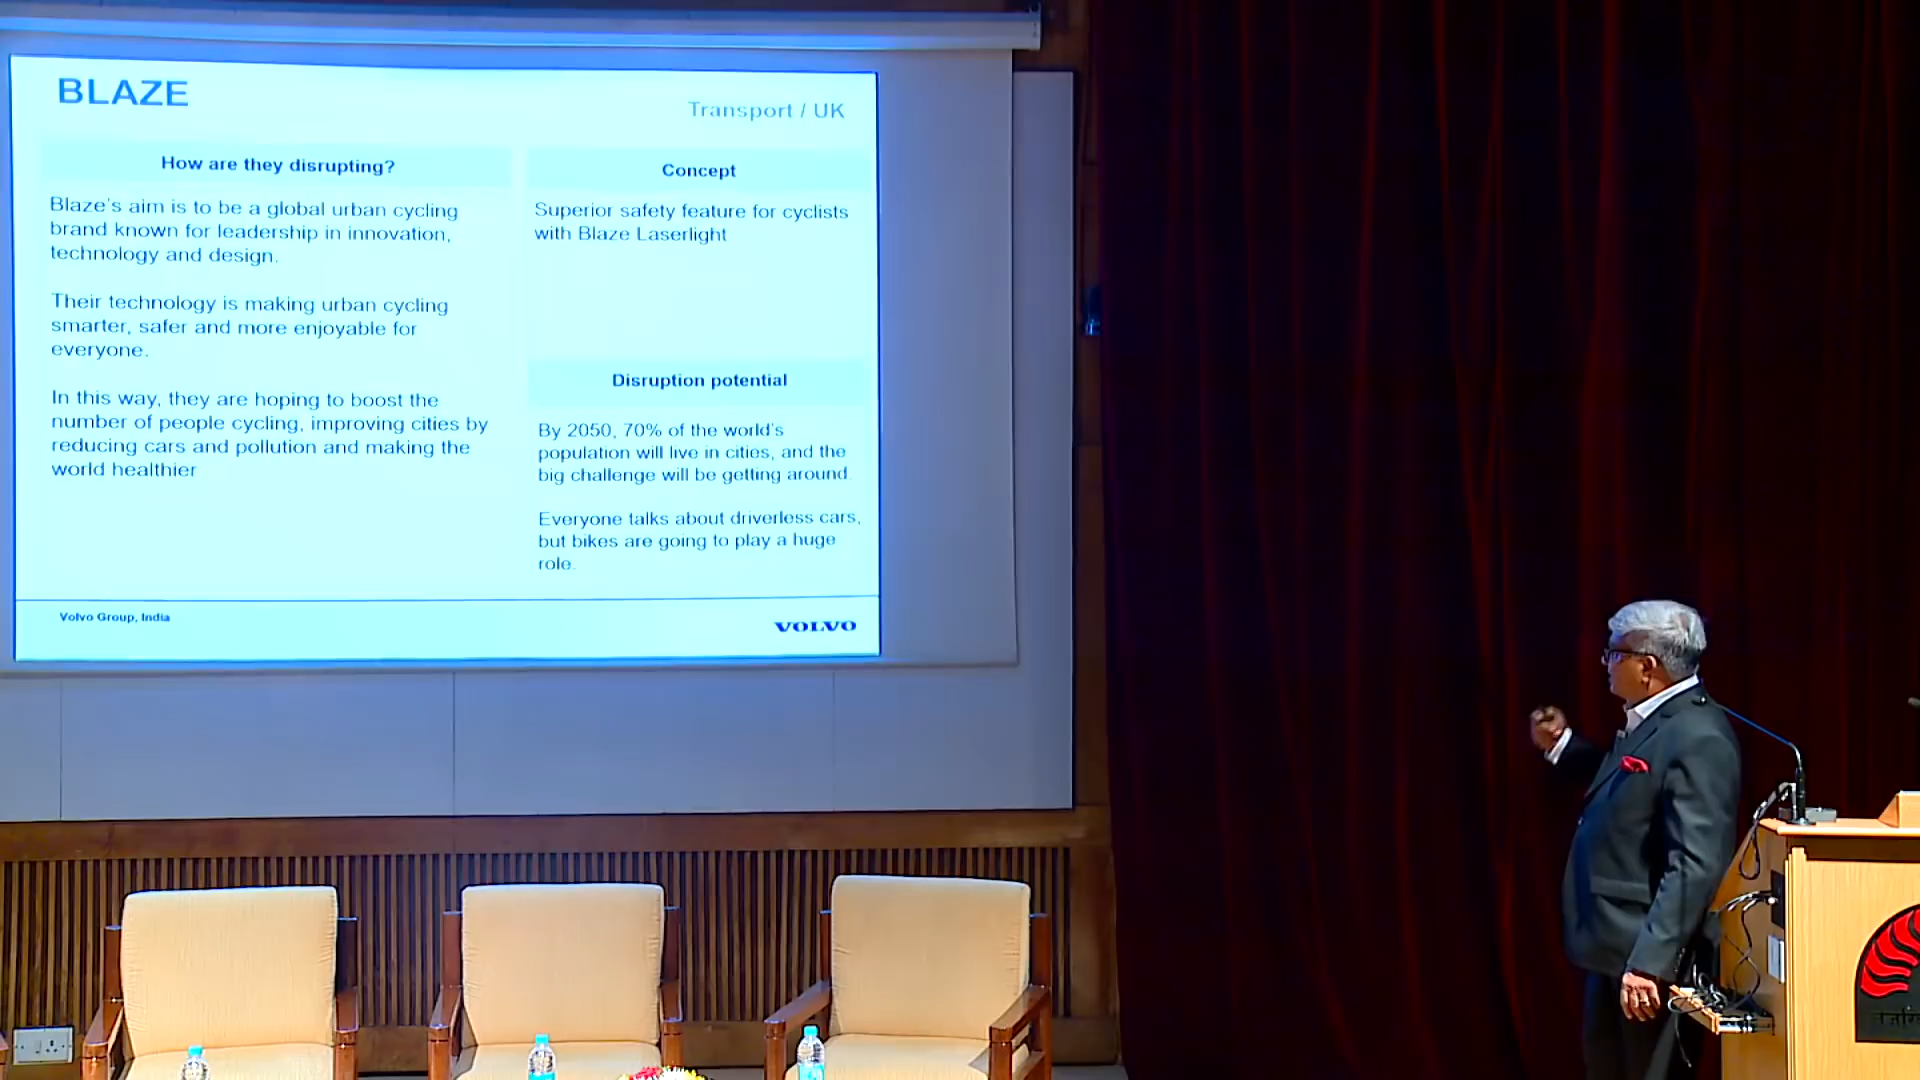 BLAZE
Transport / UK
How are they disrupting?
Blaze's aim is to be a global urban cycling
brand known for leadership in innovation,
technology and design.
Their technology is making urban cycling
smarter, safer and more enjoyable for
everyone.
In this way, they are hoping to boost the
number of people cycling, improving cities by
reducing cars and pollution and making the
world healthier
Concept
Superior safety feature for cyclists
with Blaze Laserlight
Disruption potential
By 2050, 70% of the world's
population will live in cities, and the
big challenge will be getting around.
Everyone talks about driverless cars,
but bikes are going to play a huge
role.
Volvo Group, India
VOLVO